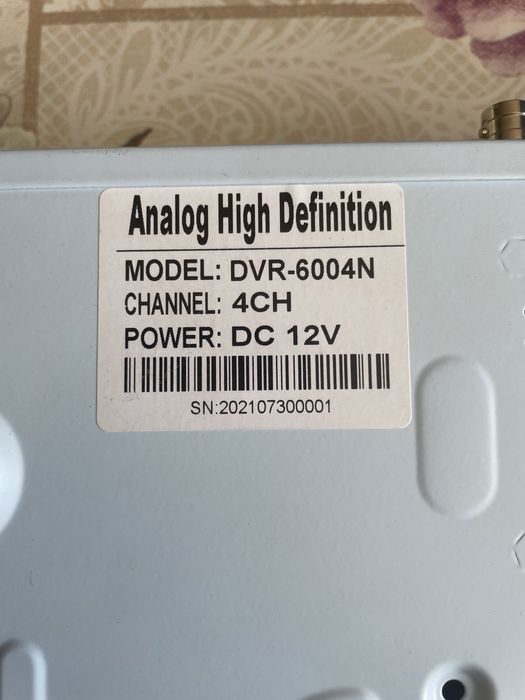 Analog High Definition
MODEL: DVR-6004N
CHANNEL: 4CH
POWER: DC 12V
SN:202107300001